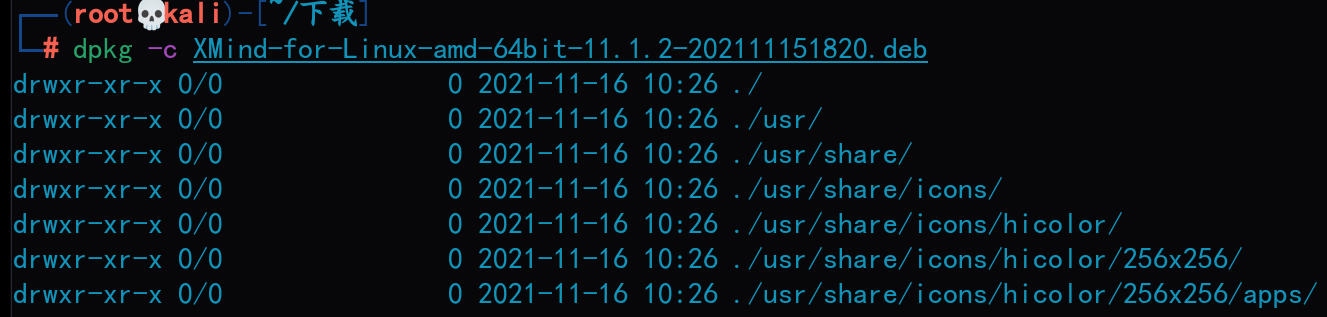 (root💀kali)-[~/下载]
# dpkg -c XMind-for-Linux-amd-64bit-11.1.2-202111151820.deb
drwxr-xr-x 0/0               0 2021-11-16 10:26 ./
drwxr-xr-x 0/0               0 2021-11-16 10:26 ./usr/
drwxr-xr-x 0/0               0 2021-11-16 10:26 ./usr/share/
drwxr-xr-x 0/0               0 2021-11-16 10:26 ./usr/share/icons/
drwxr-xr-x 0/0               0 2021-11-16 10:26 ./usr/share/icons/hicolor/
drwxr-xr-x 0/0               0 2021-11-16 10:26 ./usr/share/icons/hicolor/256x256/
drwxr-xr-x 0/0               0 2021-11-16 10:26 ./usr/share/icons/hicolor/256x256/apps/